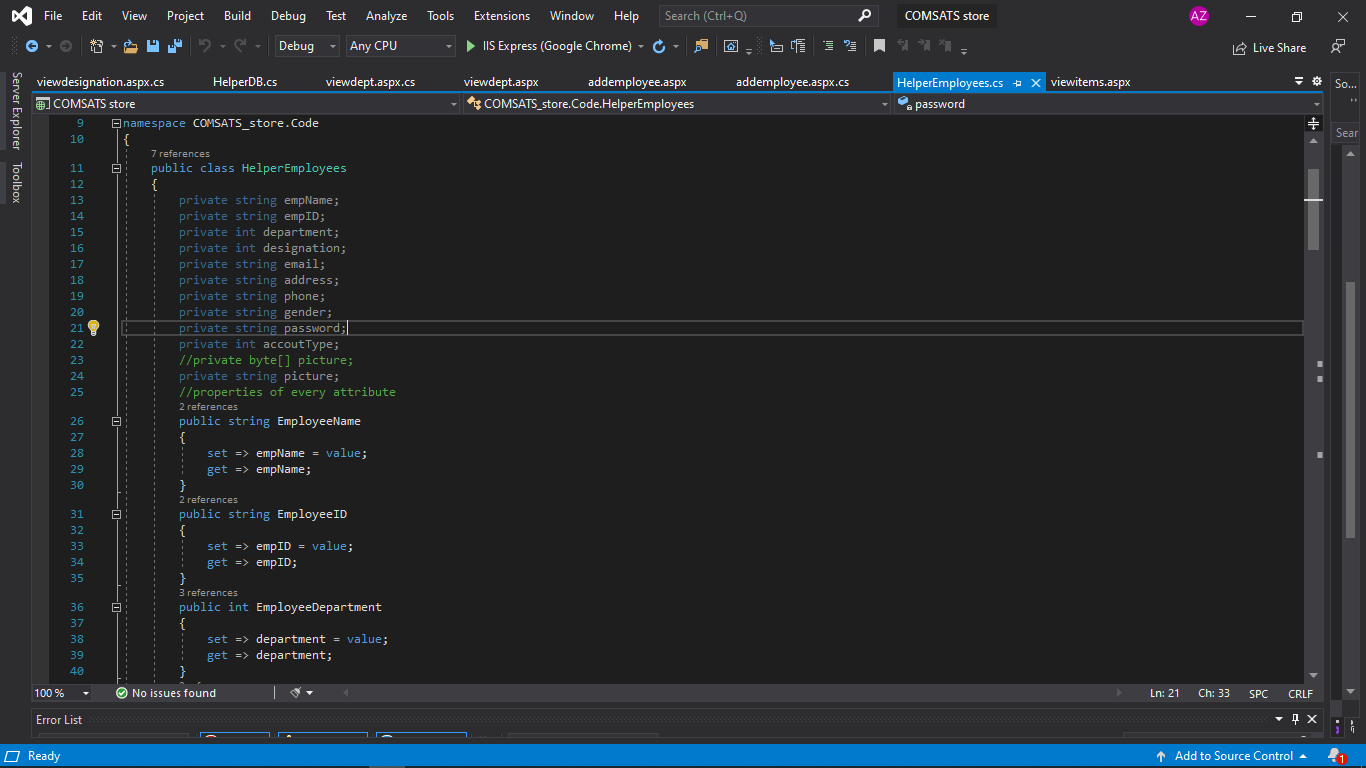 File Edit View Project Build Debug Test Analyze Tools Extensions Window Help Search (Ctrl+Q) COMSATS store AZ
Debug Any CPU IIS Express (Google Chrome) Live Share
viewdesignation.aspx.cs HelperDB.cs viewdept.aspx.cs viewdept.aspx addemployee.aspx addemployee.aspx.cs HelperEmployees.cs viewitems.aspx So...
COMSATS store COMSATS_store.Code.HelperEmployees password
Server Explorer
Toolbox
Sear
9 namespace COMSATS_store.Code
10 {
7 references
11 public class HelperEmployees
12 {
13 private string empName;
14 private string empID;
15 private int department;
16 private int designation;
17 private string email;
18 private string address;
19 private string phone;
20 private string gender;
21 private string password;
22 private int accoutType;
23 //private byte[] picture;
24 private string picture;
25 //properties of every attribute
2 references
26 public string EmployeeName
27 {
28 set => empName = value;
29 get => empName;
30 }
2 references
31 public string EmployeeID
32 {
33 set => empID = value;
34 get => empID;
35 }
3 references
36 public int EmployeeDepartment
37 {
38 set => department = value;
39 get => department;
40 }
100 % No issues found Ln: 21 Ch: 33 SPC CRLF
Error List
Ready Add to Source Control 1